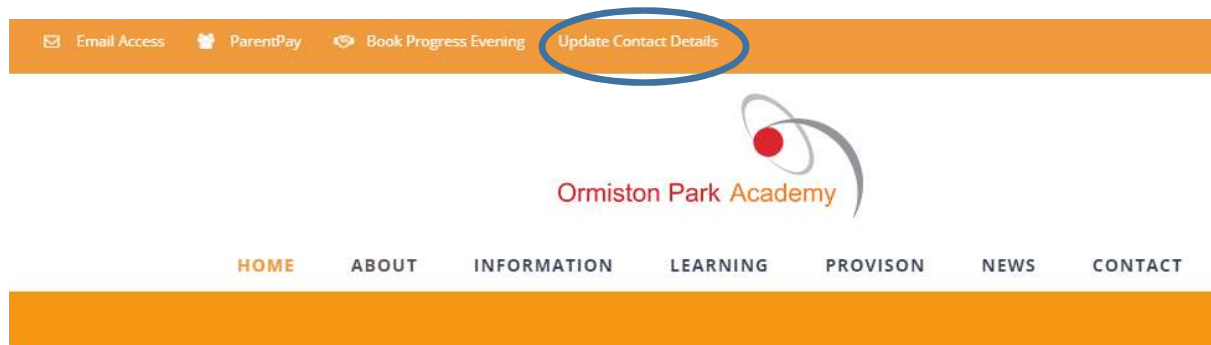 Email Access ParentPay Book Progress Evening Update Contact Details
Ormiston Park Academy
HOME ABOUT INFORMATION LEARNING PROVISON NEWS CONTACT